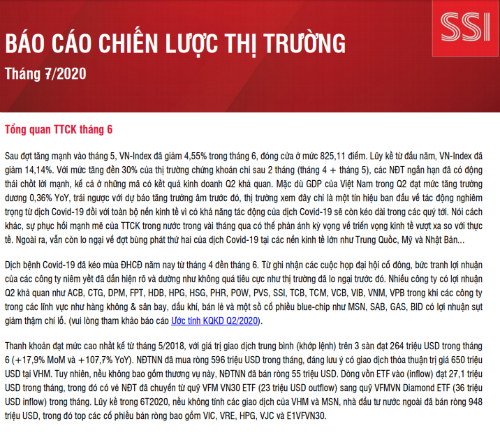 SSI
BÁO CÁO CHIẾN LƯỢC THỊ TRƯỜNG
Tháng 7/2020
Tổng quan TTCK tháng 6
Sau đợt tăng mạnh vào tháng 5, VN-Index đã giảm 4,55% trong tháng 6, đóng cửa ở mức 825,11 điểm. Lũy kế từ đầu năm, VN-Index đã
giảm 14,14%. Với mức tăng đến 30% của thị trường chứng khoán chỉ sau 2 tháng (tháng 4 + tháng 5), các NĐT ngắn hạn đã có động
thái chốt lời mạnh, kể cả ở những mã có kết quả kinh doanh Q2 khả quan. Mặc dù GDP của Việt Nam trong Q2 đạt mức tăng trưởng
dương 0,36% YoY, trái ngược với dự báo tăng trưởng âm trước đó, thị trường xem đây chỉ là một tín hiệu ban đầu về tác động nghiêm
trọng từ dịch Covid-19 đối với toàn bộ nền kinh tế vì có khả năng tác động của dịch Covid-19 sẽ còn kéo dài trong các quý tới. Nói cách
khác, sự phục hồi mạnh mẽ của TTCK trong nước trong vài tháng qua có thể phản ánh kỳ vọng về triển vọng kinh tế vượt xa so với thực
tế. Ngoài ra, vẫn còn lo ngại về đợt bùng phát thứ hai của dịch Covid-19 tại các nền kinh tế lớn như Trung Quốc, Mỹ và Nhật Bản...
Dịch bệnh Covid-19 đã kéo mùa ĐHCĐ năm nay từ tháng 4 đến tháng 6. Từ ghi nhận các cuộc họp đại hội cổ đông, bức tranh lợi nhuận
của các công ty niêm yết đã dần hiện rõ và dường như không quá tiêu cực như thị trường đã lo ngại trước đó. Nhiều công ty có lợi nhuận
Q2 khả quan như ACB, CTG, DPM, FPT, HDB, HPG, HSG, PHR, POW, PVS, SSI, TCB, TCM, VCB, VIB, VNM, VPB trong khi các công ty
trong các lĩnh vực như hàng không & sân bay, dầu khí, bán lẻ và một số cổ phiếu blue-chip như MSN, SAB, GAS, BID có lợi nhuận sụt
giảm thậm chí lỗ. (vui lòng tham khảo báo cáo Ước tính KQKD Q2/2020).
Thanh khoản đạt mức cao nhất kể từ tháng 5/2018, với giá trị giao dịch trung bình (khớp lệnh) trên 3 sàn đạt 264 triệu USD trong tháng
6 (+17,9% MoM và +107,7% YoY). NĐTNN đã mua ròng 596 triệu USD trong tháng, đáng lưu ý có giao dịch thỏa thuận trị giá 650 triệu
USD tại VHM. Tuy nhiên, nếu không bao gồm thương vụ này, NĐTNN đã bán ròng 55 triệu USD. Dòng vốn ETF vào (inflow) đạt 27,1
triệu USD trong tháng, trong đó có vẻ NĐT đã chuyển từ quỹ VFM VN30 ETF (23 triệu USD outflow) sang quỹ VFMVN Diamond ETF (36 triệu
USD inflow) trong tháng. Lũy kế trong 6T2020, nếu không tính các giao dịch của VHM và MSN, nhà đầu tư nước ngoài đã bán ròng 948
triệu USD, trong đó top các cổ phiếu bán ròng bao gồm VIC, VRE, HPG, VJC và E1VFVN30.